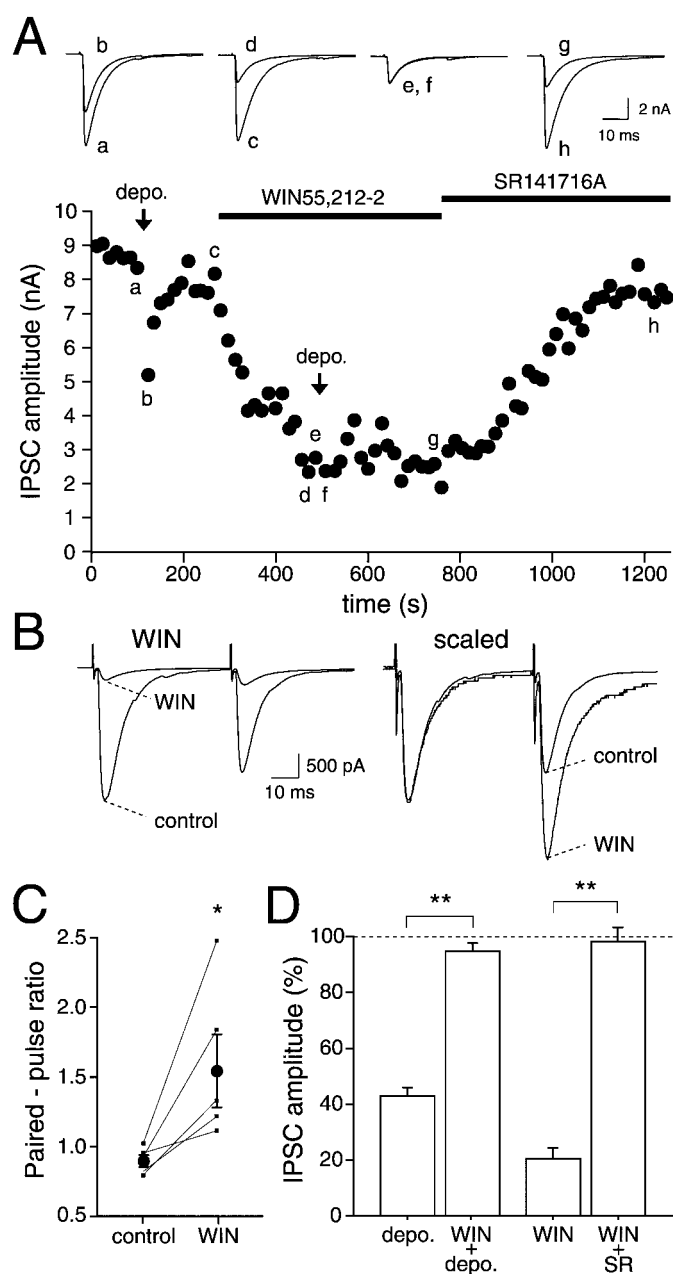 A
b d g
a c e, f h
2 nA
10 ms
depo.
WIN55,212-2
SR141716A
IPSC amplitude (nA)
10
9
8
7
6
5
4
3
2
1
0
a
b
c
depo.
e
d
f
g
h
0 200 400 600 800 1000 1200
time (s)
B
WIN
scaled
WIN
control
500 pA
10 ms
control
WIN
C
*
Paired - pulse ratio
2.5
2.0
1.5
1.0
0.5
control WIN
D
**
**
IPSC amplitude (%)
100
80
60
40
20
0
depo.
WIN
+
depo.
WIN
WIN
+
SR